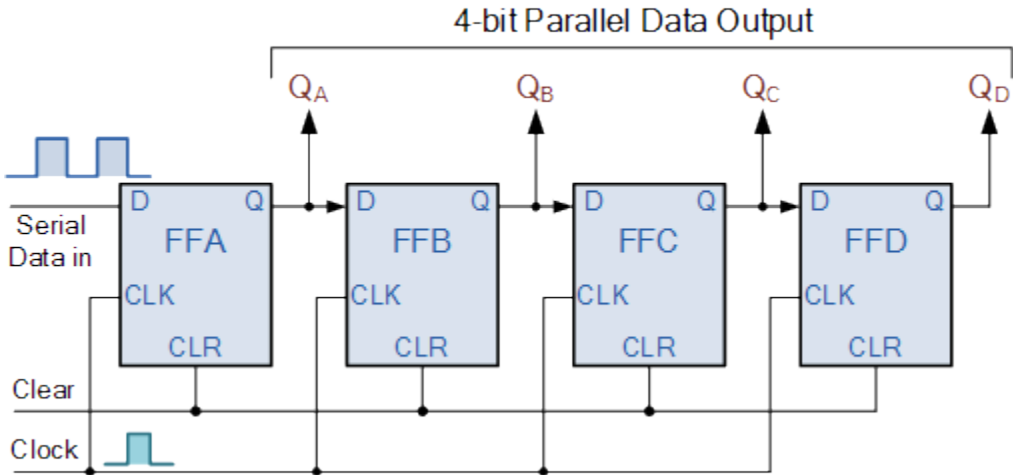 4-bit Parallel Data Output
QA QB QC QD
D Q D Q D Q D Q
Serial
Data in
FFA FFB FFC FFD
CLK CLK CLK CLK
CLR CLR CLR CLR
Clear
Clock